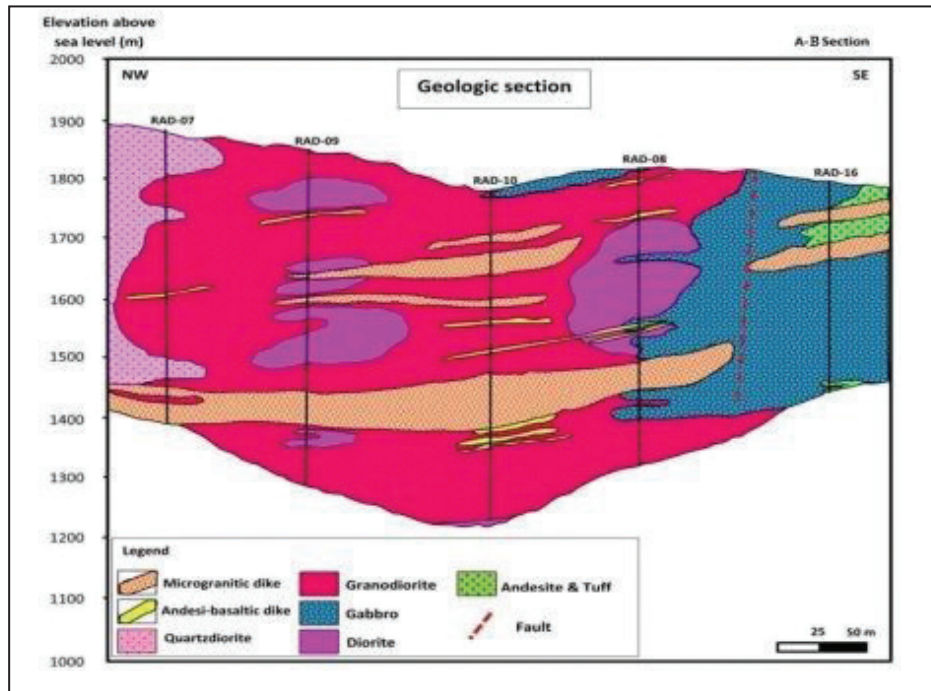 Elevation above
sea level (m)
A-B Section
2000
NW
SE
Geologic section
1900
RAD-07
RAD-09
RAD-08
1800
RAD-10
RAD-16
1700
1600
1500
1400
1300
1200
Legend
Microgranitic dike
Granodiorite
Andesite & Tuff
1100
Andesi-basaltic dike
Gabbro
Fault
Quartzdiorite
Diorite
25 50 m
1000